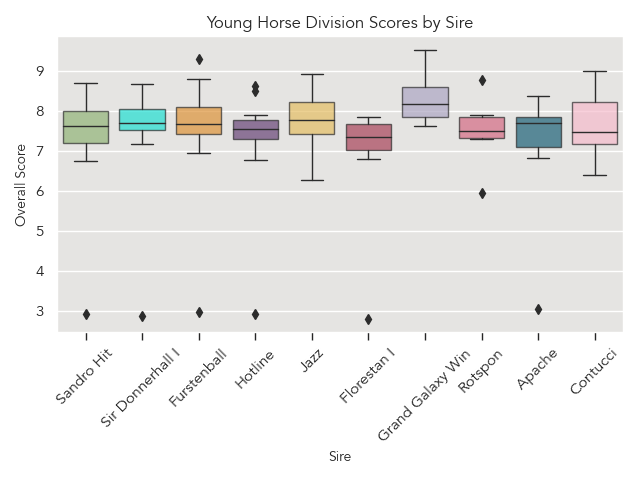 Young Horse Division Scores by Sire
Overall Score
9
8
7
6
5
4
3
Sandro Hit
Sir Donnerhall I
Furstenball
Hotline
Jazz
Florestan I
Grand Galaxy Win
Rotspon
Apache
Contucci
Sire